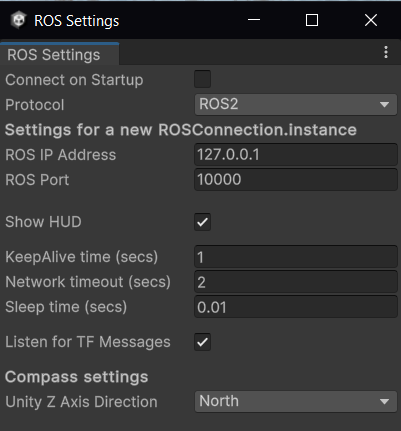 ROS Settings
ROS Settings
Connect on Startup
Protocol ROS2
Settings for a new ROSConnection.instance
ROS IP Address 127.0.0.1
ROS Port 10000
Show HUD
KeepAlive time (secs) 1
Network timeout (secs) 2
Sleep time (secs) 0.01
Listen for TF Messages
Compass settings
Unity Z Axis Direction North